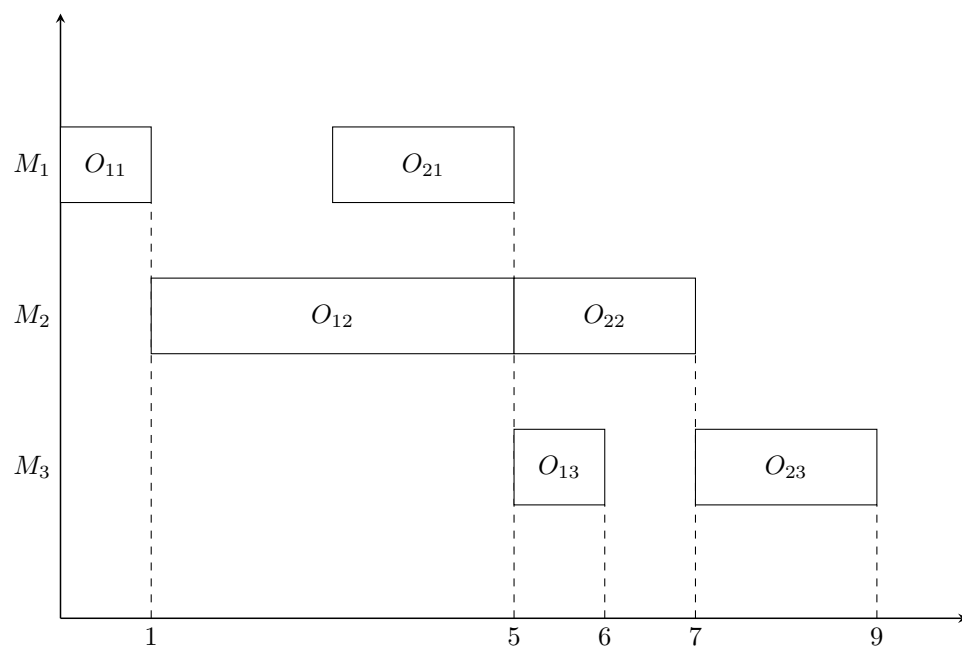 M₁ O₁₁ O₂₁
M₂ O₁₂ O₂₂
M₃ O₁₃ O₂₃
1 5 6 7 9